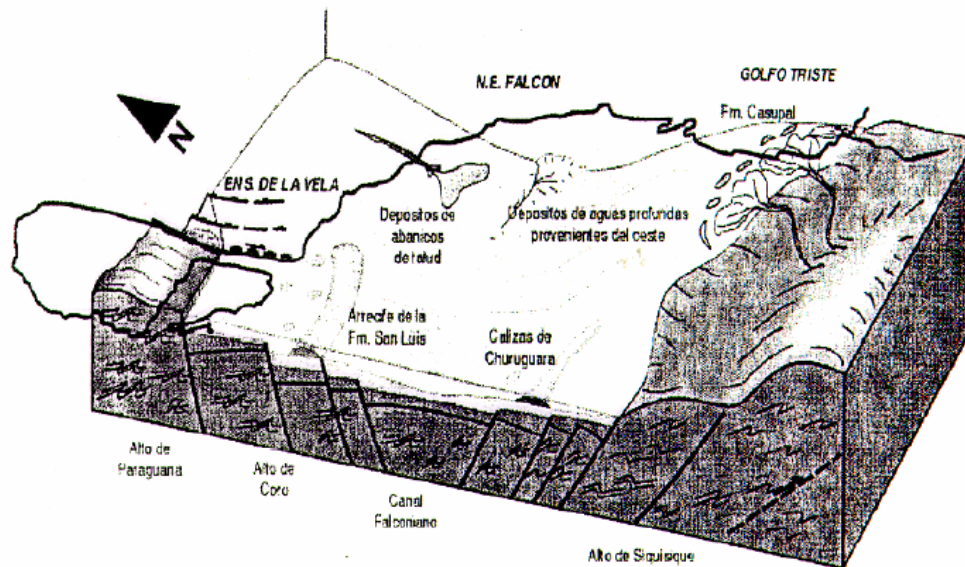 GOLFO TRISTE
N.E. FALCON
Fm. Casupal
N
ENS. DE LA VELA
Depositos de
abanicos
de talud
Depositos de aguas profundas
provenientes del oeste
Arrecife de la
Fm. San Luis
Calizas de
Churuguara
Alto de
Paraguana
Alto de
Coro
Canal
Falconiano
Alto de Siquisique